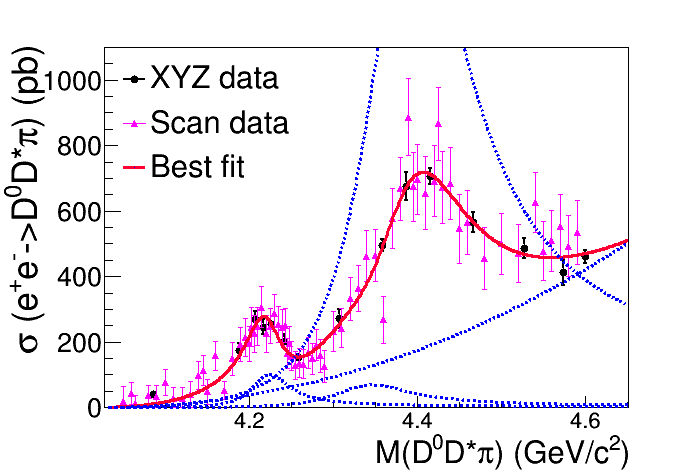 σ (e⁺e⁻->D⁰D*π) (pb)
1000
800
600
400
200
0
XYZ data
Scan data
Best fit
4.2 4.4 4.6
M(D⁰D*π) (GeV/c²)